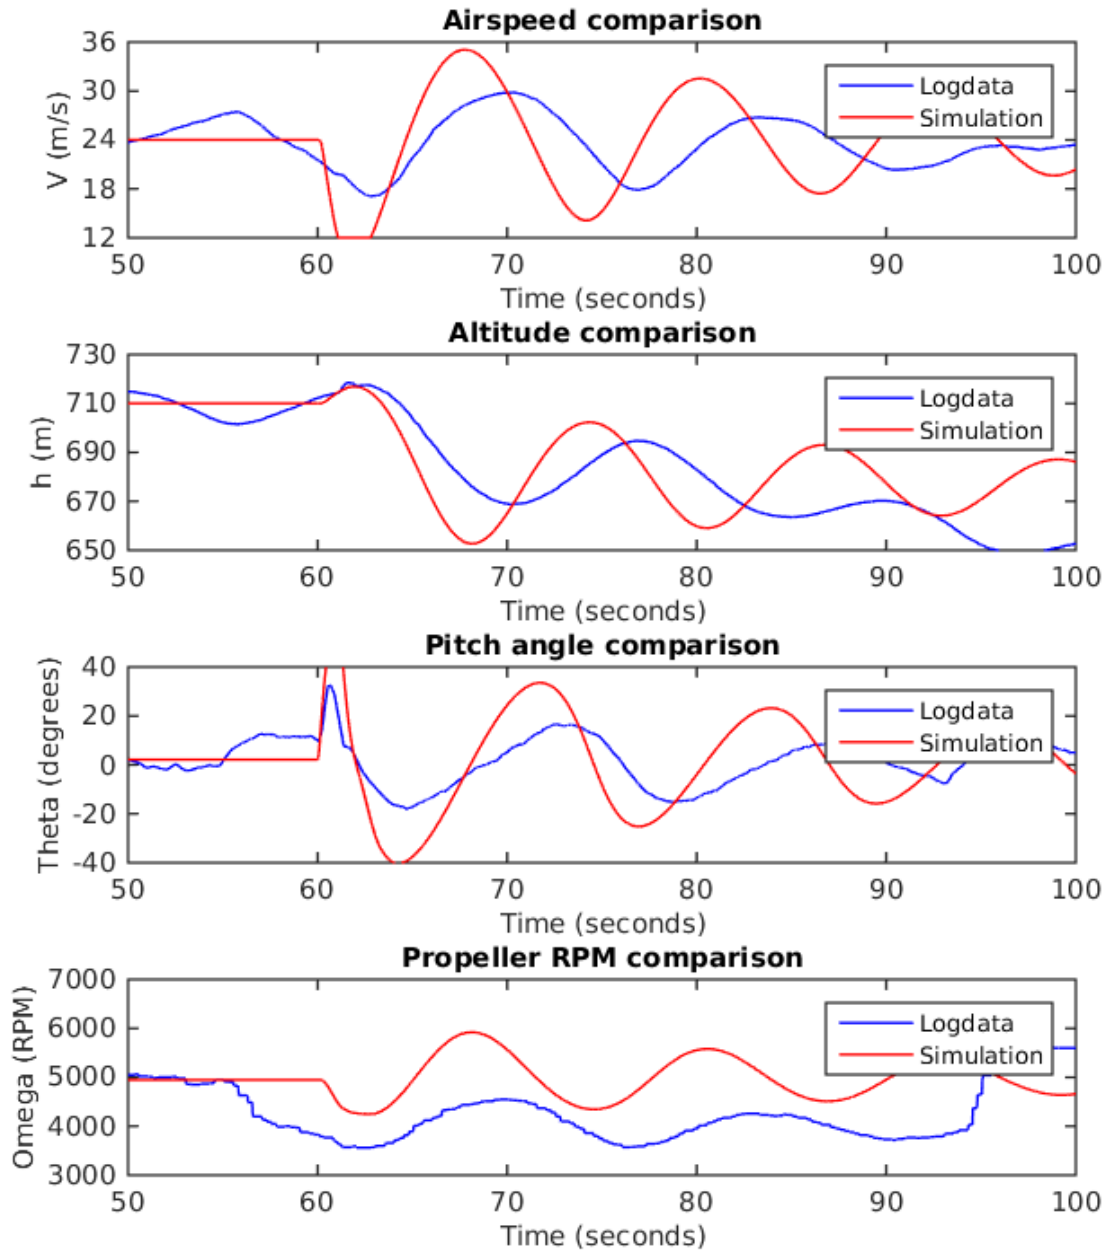 Airspeed comparison
36
30
24
18
12
V (m/s)
Logdata
Simulation
50 60 70 80 90 100
Time (seconds)
Altitude comparison
730
710
690
670
650
h (m)
Logdata
Simulation
50 60 70 80 90 100
Time (seconds)
Pitch angle comparison
40
20
0
-20
-40
Theta (degrees)
Logdata
Simulation
50 60 70 80 90 100
Time (seconds)
Propeller RPM comparison
7000
6000
5000
4000
3000
Omega (RPM)
Logdata
Simulation
50 60 70 80 90 100
Time (seconds)